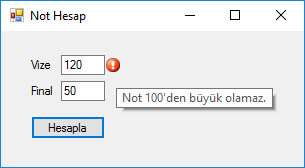 Not Hesap
Vize 120
Final 50
Not 100'den büyük olamaz.
Hesapla